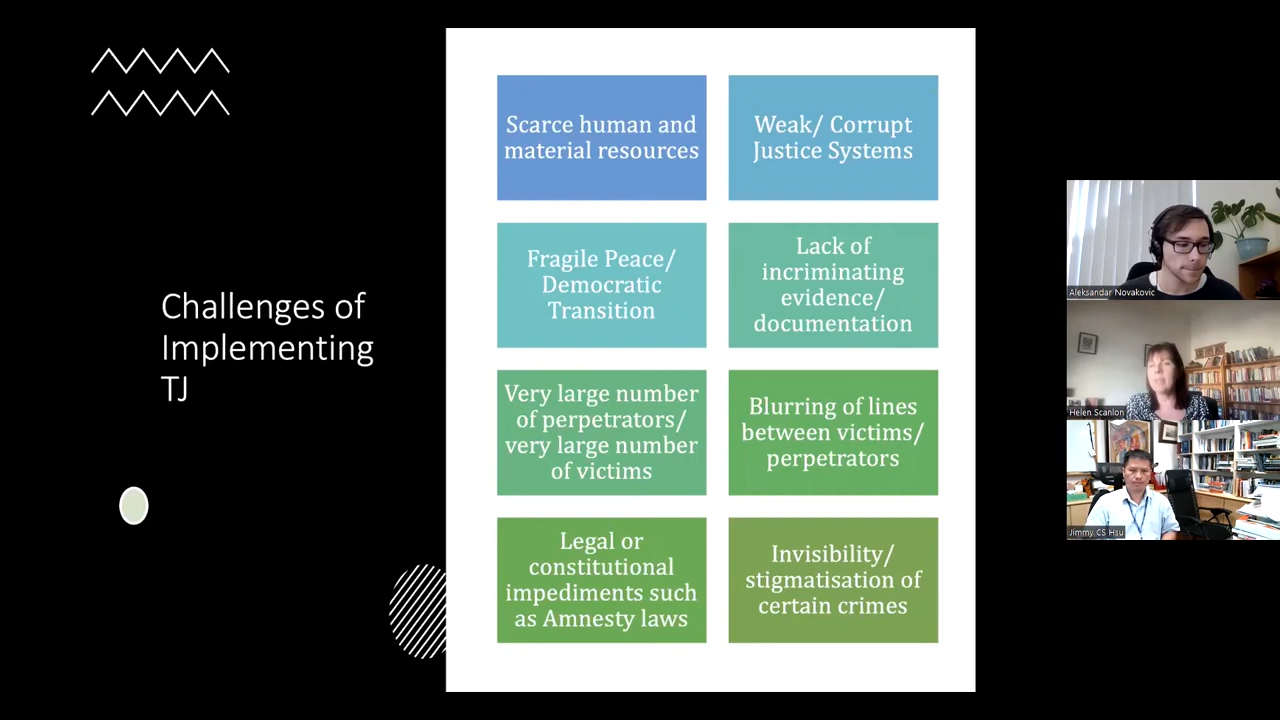 Challenges of
Implementing
TJ
Scarce human and
material resources
Weak/ Corrupt
Justice Systems
Fragile Peace/
Democratic
Transition
Lack of
incriminating
evidence/
documentation
Very large number
of perpetrators/
very large number
of victims
Blurring of lines
between victims/
perpetrators
Legal or
constitutional
impediments such
as Amnesty laws
Invisibility/
stigmatisation of
certain crimes
Aleksandar Novakovic
Helen Scanlon
Jimmy CS Hsu